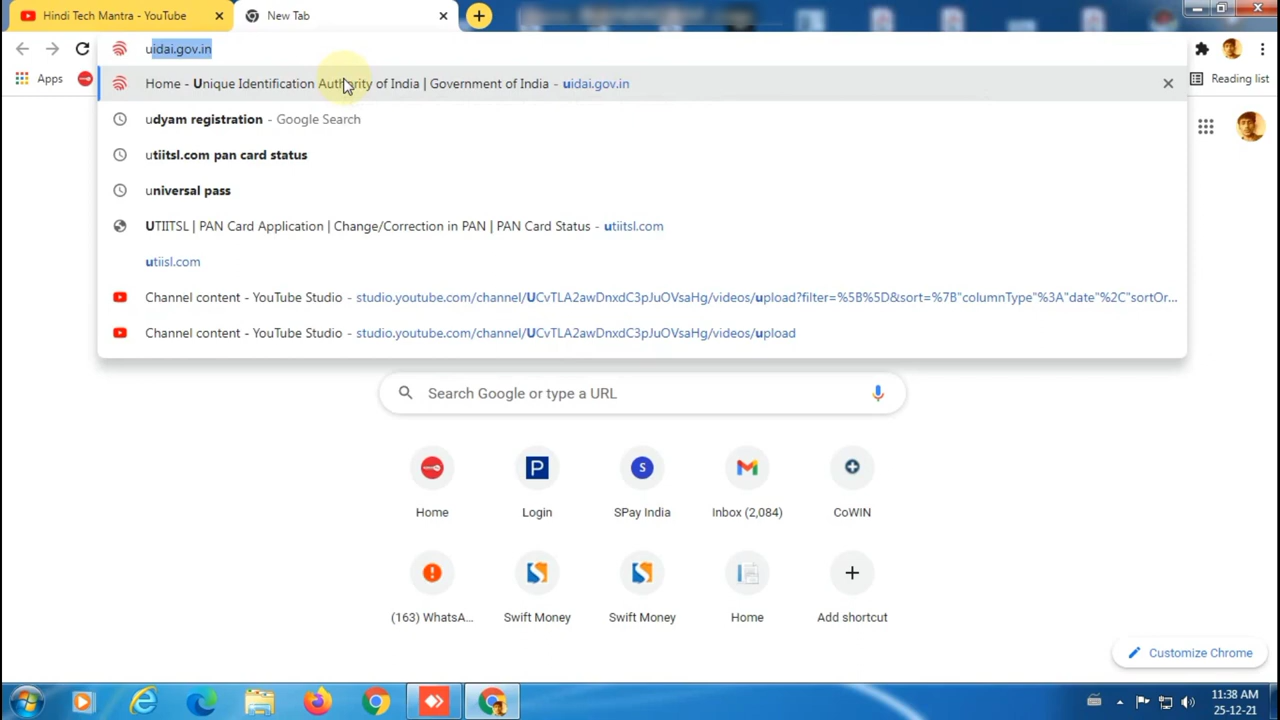 Hindi Tech Mantra - YouTube
New Tab
uidai.gov.in
Apps
Reading list
Home - Unique Identification Authority of India | Government of India - uidai.gov.in
udyam registration - Google Search
utiitsl.com pan card status
universal pass
UTIITSL | PAN Card Application | Change/Correction in PAN | PAN Card Status - utiitsl.com
utiisl.com
Channel content - YouTube Studio - studio.youtube.com/channel/UCvTLA2awDnxdC3pJuOVsaHg/videos/upload?filter=%5B%5D&sort=%7B"columnType"%3A"date"%2C"sortOr...
Channel content - YouTube Studio - studio.youtube.com/channel/UCvTLA2awDnxdC3pJuOVsaHg/videos/upload
Search Google or type a URL
P
S
Home
Login
SPay India
Inbox (2,084)
CoWIN
(163) WhatsA...
Swift Money
Swift Money
Home
Add shortcut
Customize Chrome
11:38 AM
25-12-21